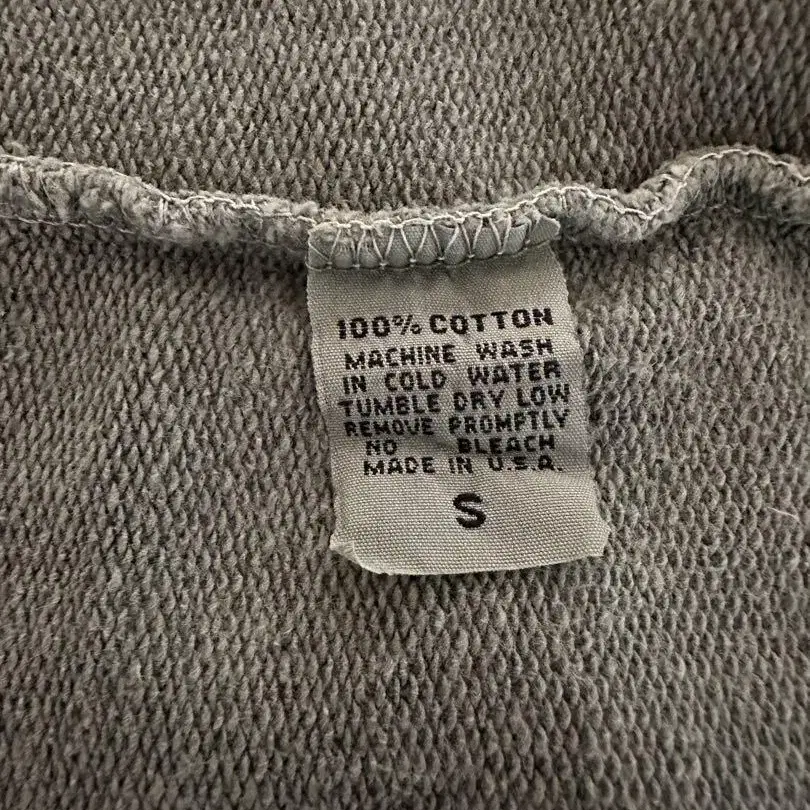 100% COTTON
MACHINE WASH
IN COLD WATER
TUMBLE DRY LOW
REMOVE PROMPTLY
NO BLEACH
MADE IN U.S.A.
S